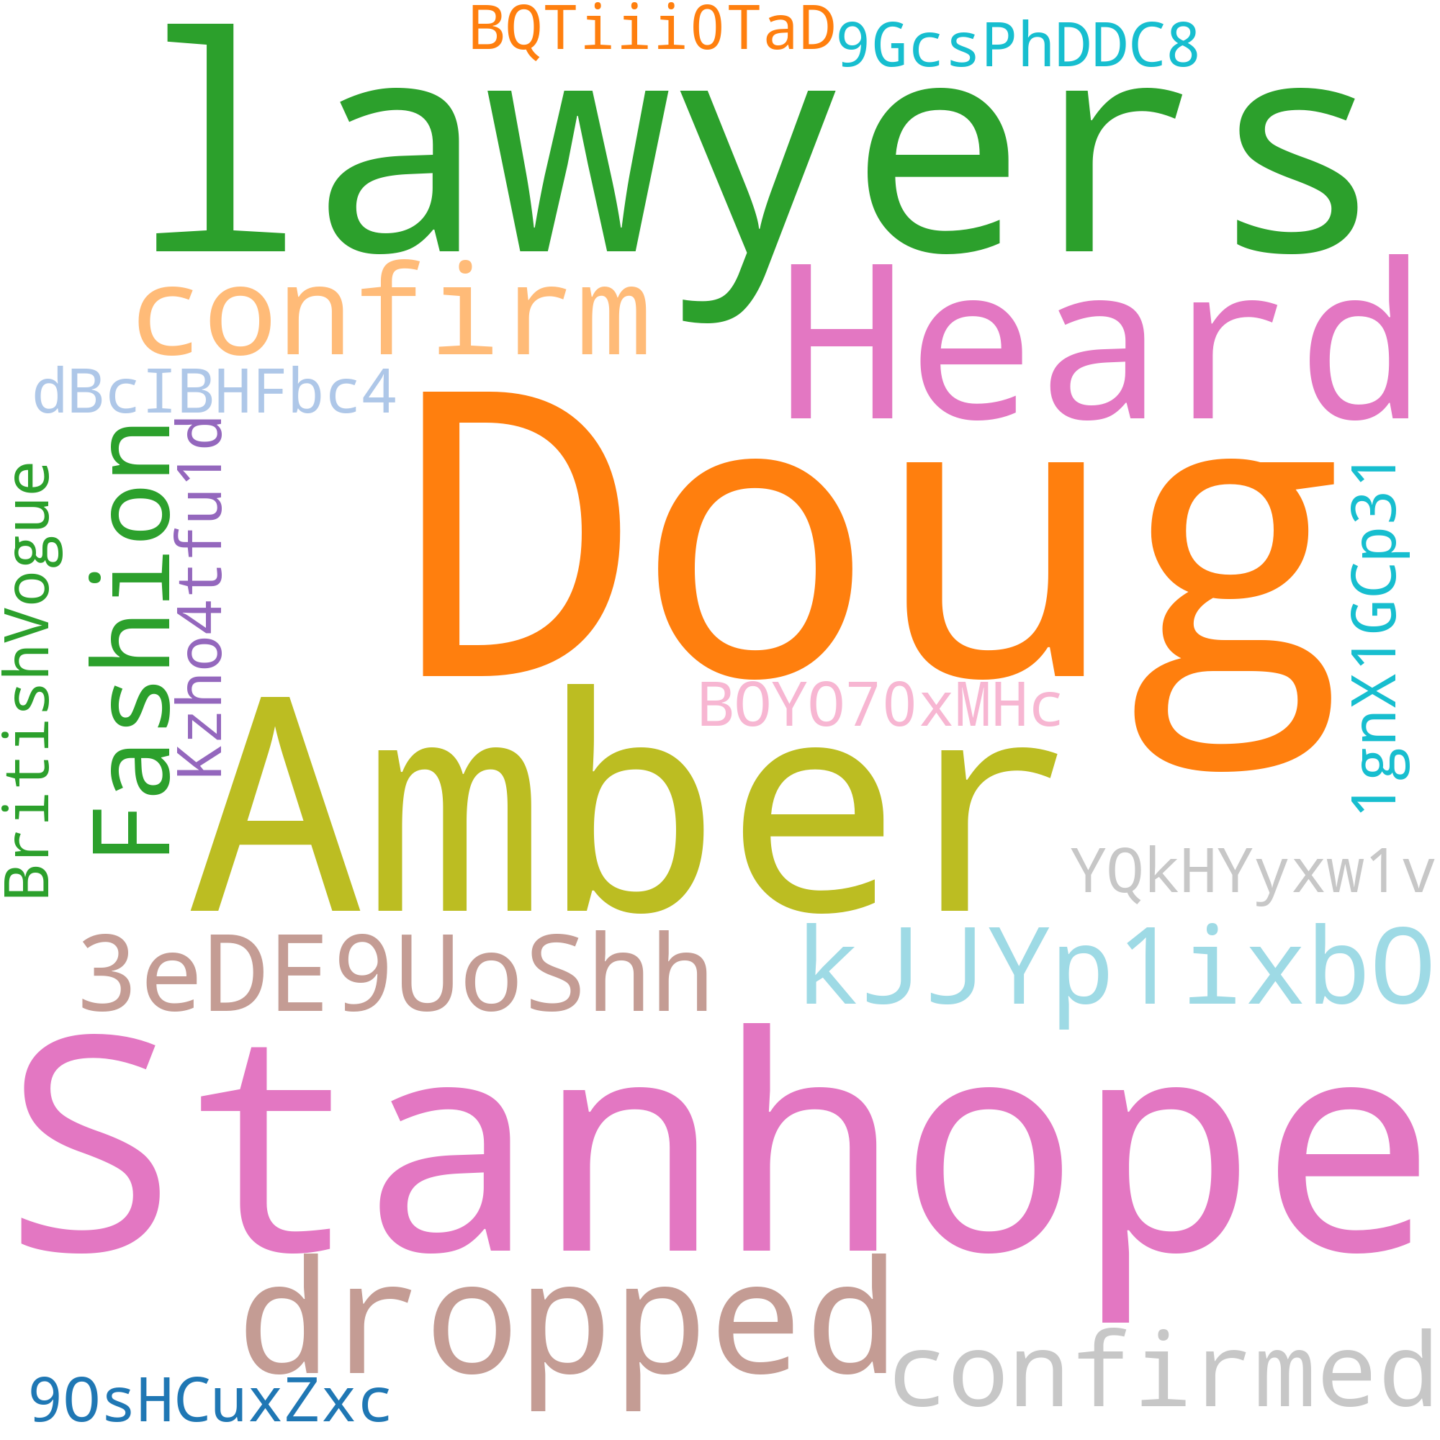 BQTiii0TaD
9GcsPhDDC8
lawyers
confirm
Heard
dBcIBHFbc4
Doug
BritishVogue
Fashion
Kzho4tfu1d
1gnX1GCp31
BOYO70xMHc
Amber
YQkHYyxw1v
3eDE9UoShh
kJJYp1ixbO
Stanhope
dropped
confirmed
9OsHCuxZxc